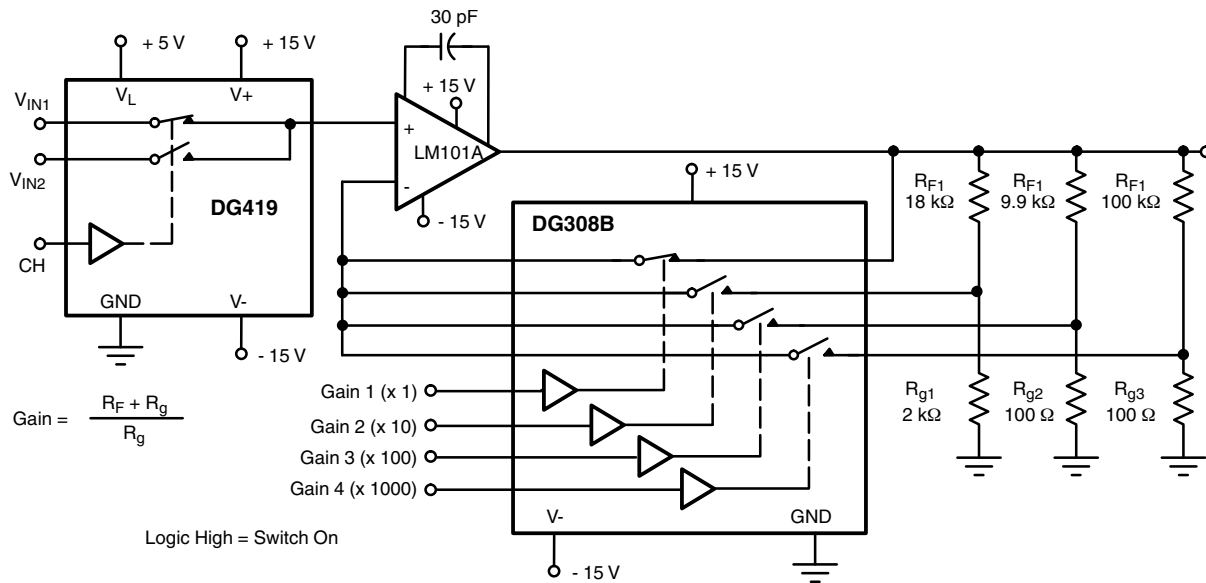 30 pF
+ 5 V
+ 15 V
+ 15 V
V_IN1
V_L
V+
+
LM101A
V_IN2
-
+ 15 V
R_F1
18 kΩ
R_F1
9.9 kΩ
R_F1
100 kΩ
DG419
- 15 V
DG308B
CH
GND
V-
- 15 V
Gain 1 (x 1)
R_g1
2 kΩ
R_g2
100 Ω
R_g3
100 Ω
Gain = R_F + R_g / R_g
Gain 2 (x 10)
Gain 3 (x 100)
Gain 4 (x 1000)
V-
GND
Logic High = Switch On
- 15 V